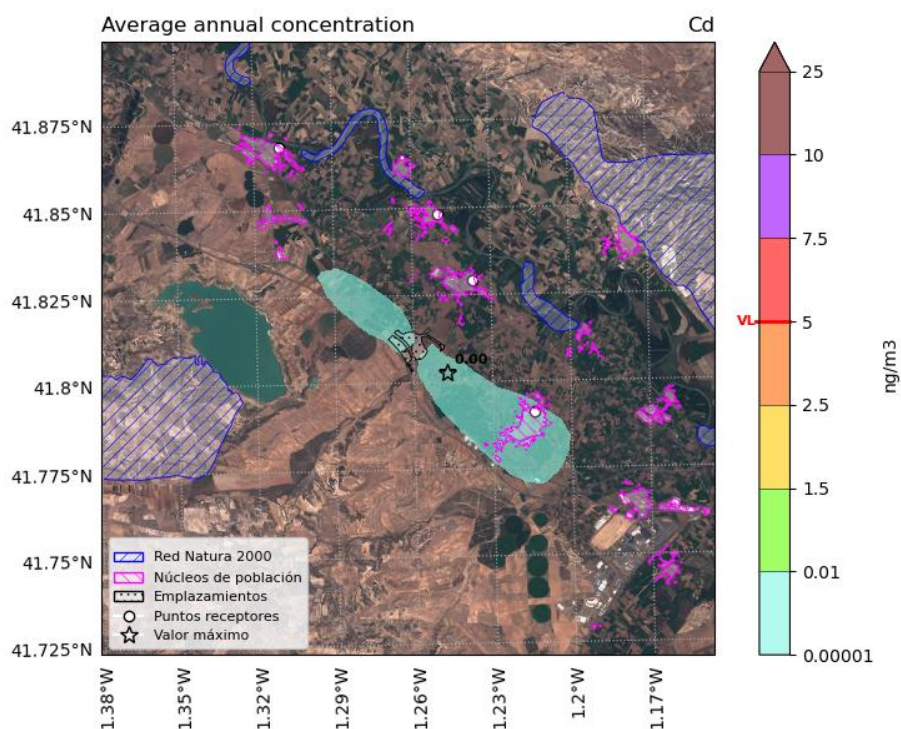 Average annual concentration
Cd
41.875°N
41.85°N
41.825°N
41.8°N
41.775°N
41.75°N
41.725°N
0.00
Red Natura 2000
Núcleos de población
Emplazamientos
Puntos receptores
Valor máximo
1.38°W
1.35°W
1.32°W
1.29°W
1.26°W
1.23°W
1.2°W
1.17°W
25
10
7.5
VL
5
2.5
1.5
0.01
0.00001
ng/m3